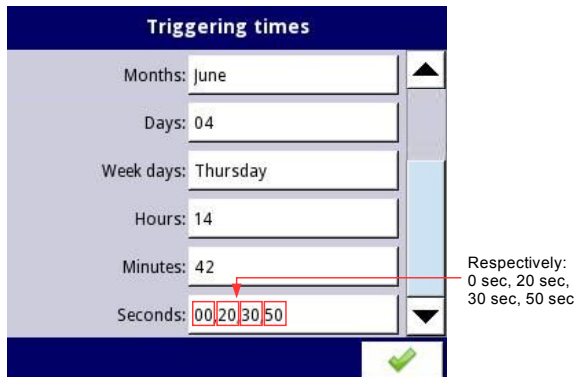 Triggering times
Months: June
Days: 04
Week days: Thursday
Hours: 14
Minutes: 42
Seconds: 00,20,30,50
Respectively:
0 sec, 20 sec,
30 sec, 50 sec